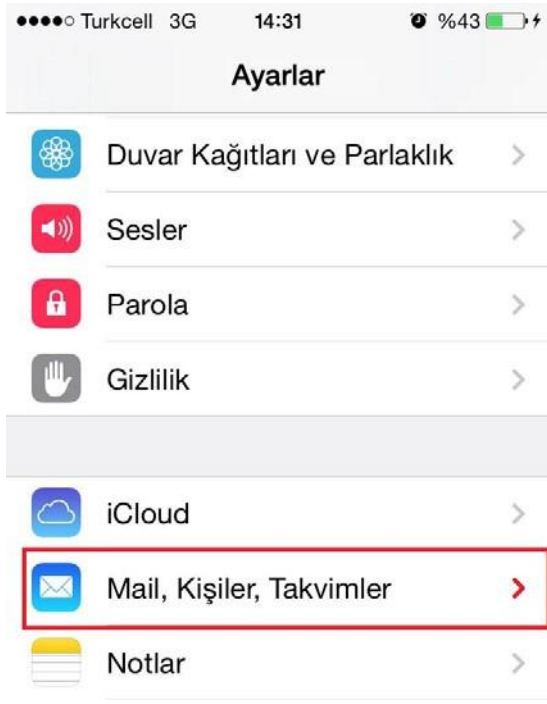 Turkcell 3G 14:31 %43
Ayarlar
Duvar Kağıtları ve Parlaklık
Sesler
Parola
Gizlilik
iCloud
Mail, Kişiler, Takvimler
Notlar